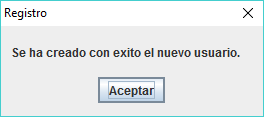 Registro
Se ha creado con exito el nuevo usuario.
Aceptar